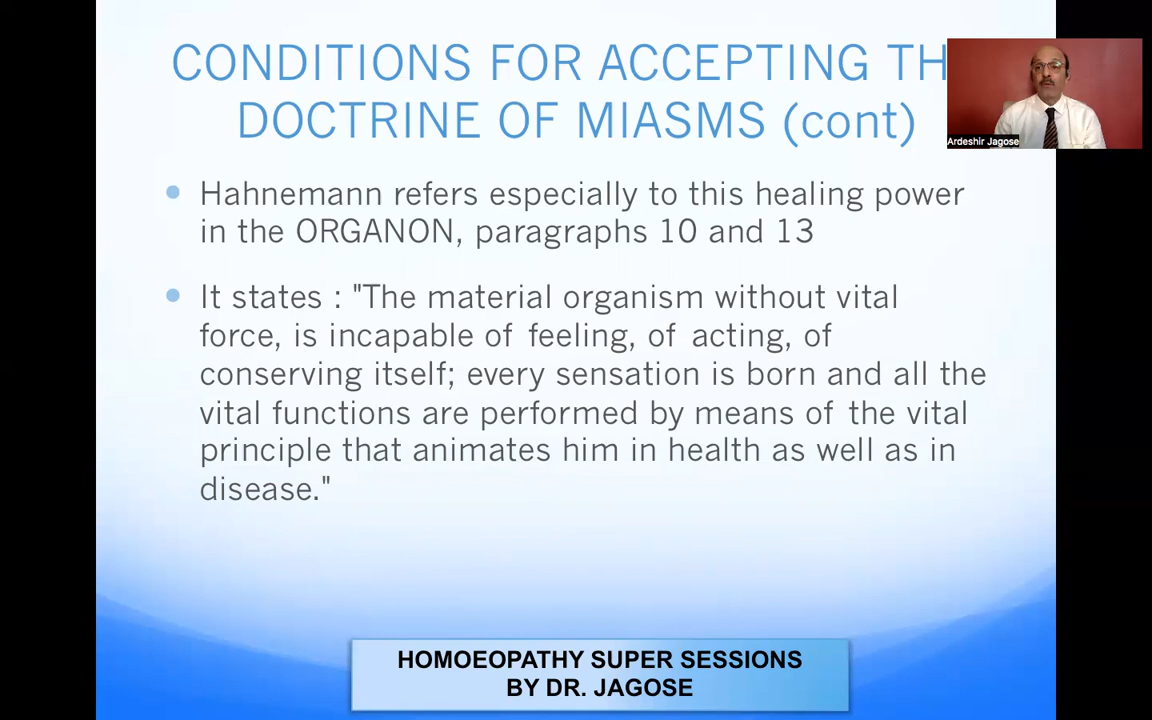 CONDITIONS FOR ACCEPTING TH
DOCTRINE OF MIASMS (cont)
Ardeshir Jagose
Hahnemann refers especially to this healing power
in the ORGANON, paragraphs 10 and 13
It states : "The material organism without vital
force, is incapable of feeling, of acting, of
conserving itself; every sensation is born and all the
vital functions are performed by means of the vital
principle that animates him in health as well as in
disease."
HOMOEOPATHY SUPER SESSIONS
BY DR. JAGOSE